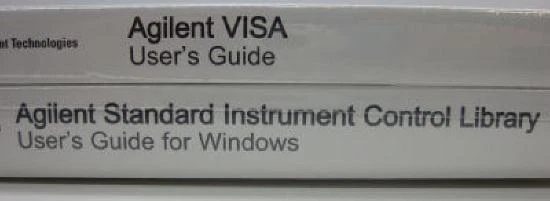 nt Technologies
Agilent VISA
User's Guide
Agilent Standard Instrument Control Library
User's Guide for Windows